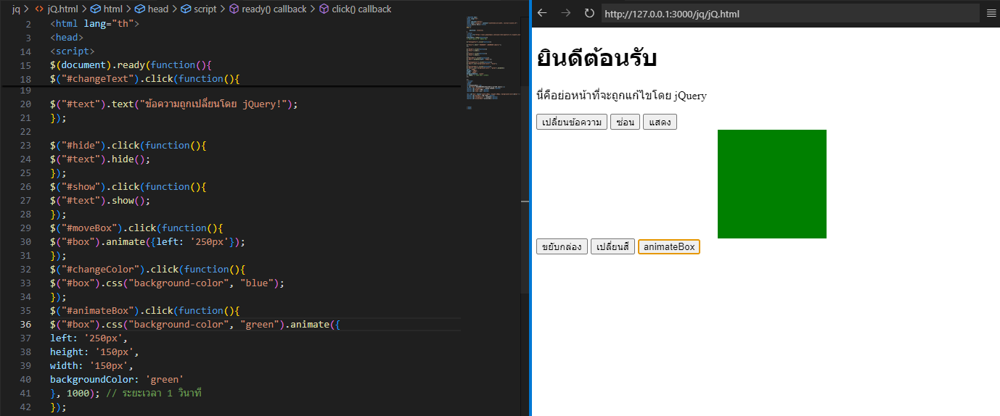 jq > jQ.html > html > head > script > ready() callback > click() callback
2 <html lang="th">
3 <head>
14 <script>
15 $(document).ready(function(){
18 $("#changeText").click(function(){
19
20 $("#text").text("ข้อความถูกเปลี่ยนโดย jQuery!");
21 });
22
23 $("#hide").click(function(){
24 $("#text").hide();
25 });
26 $("#show").click(function(){
27 $("#text").show();
28 });
29 $("#moveBox").click(function(){
30 $("#box").animate({left: '250px'});
31 });
32 $("#changeColor").click(function(){
33 $("#box").css("background-color", "blue");
34 });
35 $("#animateBox").click(function(){
36 $("#box").css("background-color", "green").animate({
37 left: '250px',
38 height: '150px',
39 width: '150px',
40 backgroundColor: 'green'
41 }, 1000); // ระยะเวลา 1 วินาที
42 });
http://127.0.0.1:3000/jq/jQ.html
ยินดีต้อนรับ
นี่คือย่อหน้าที่จะถูกแก้ไขโดย jQuery
เปลี่ยนข้อความ ซ่อน แสดง
ขยับกล่อง เปลี่ยนสี animateBox